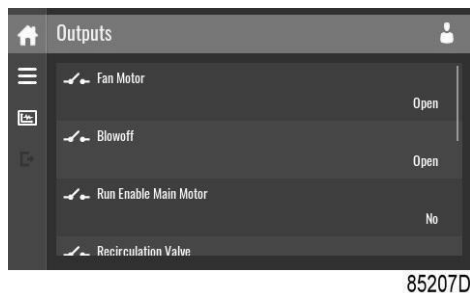 Outputs
Fan Motor
Open
Blowoff
Open
Run Enable Main Motor
No
Recirculation Valve
85207D